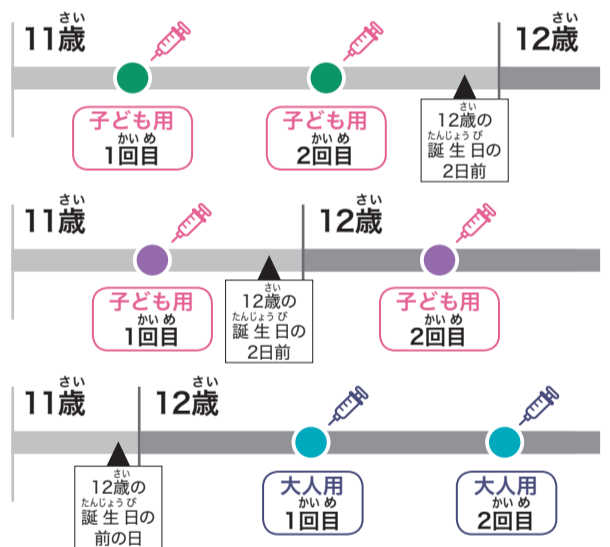 さい
11歳
さい
12歳
子ども用
かい め
1回目
子ども用
かい め
2回目
さい
12歳の
たんじょう び
誕生日の
2日前
さい
11歳
さい
12歳
子ども用
かい め
1回目
さい
12歳の
たんじょう び
誕生日の
2日前
子ども用
かい め
2回目
さい
11歳
さい
12歳
さい
12歳の
たんじょう び
誕生日の
前の日
大人用
かい め
1回目
大人用
かい め
2回目